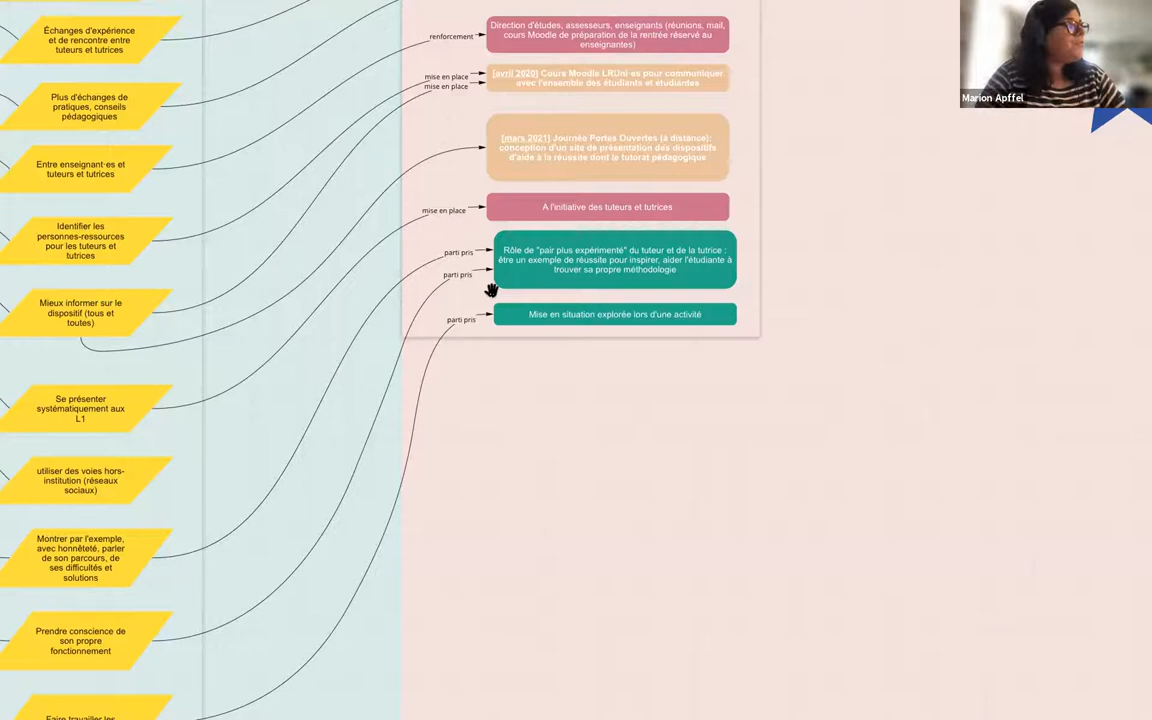 Échanges d'expérience
et de rencontre entre
tuteurs et tutrices
Plus d'échanges de
pratiques, conseils
pédagogiques
Entre enseignant·es et
tuteurs et tutrices
Identifier les
personnes-ressources
pour les tuteurs et
tutrices
Mieux informer sur le
dispositif (tous et
toutes)
Se présenter
systématiquement aux
L1
utiliser des voies hors-
institution (réseaux
sociaux)
Montrer par l'exemple,
avec honnêteté, parler
de son parcours, de
ses difficultés et
solutions
Prendre conscience de
son propre
fonctionnement
Faire travailler les
renforcement
mise en place
mise en place
mise en place
parti pris
parti pris
parti pris
Direction d'études, assesseurs, enseignants (réunions, mail,
cours Moodle de préparation de la rentrée réservé au
enseignantes)
[avril 2020] Cours Moodle LRUni·es pour communiquer
avec l'ensemble des étudiants et étudiantes
[mars 2021] Journée Portes Ouvertes (à distance):
conception d'un site de présentation des dispositifs
d'aide à la réussite dont le tutorat pédagogique
A l'initiative des tuteurs et tutrices
Rôle de "pair plus expérimenté" du tuteur et de la tutrice :
être un exemple de réussite pour inspirer, aider l'étudiante à
trouver sa propre méthodologie
Mise en situation explorée lors d'une activité
Marion Apffel